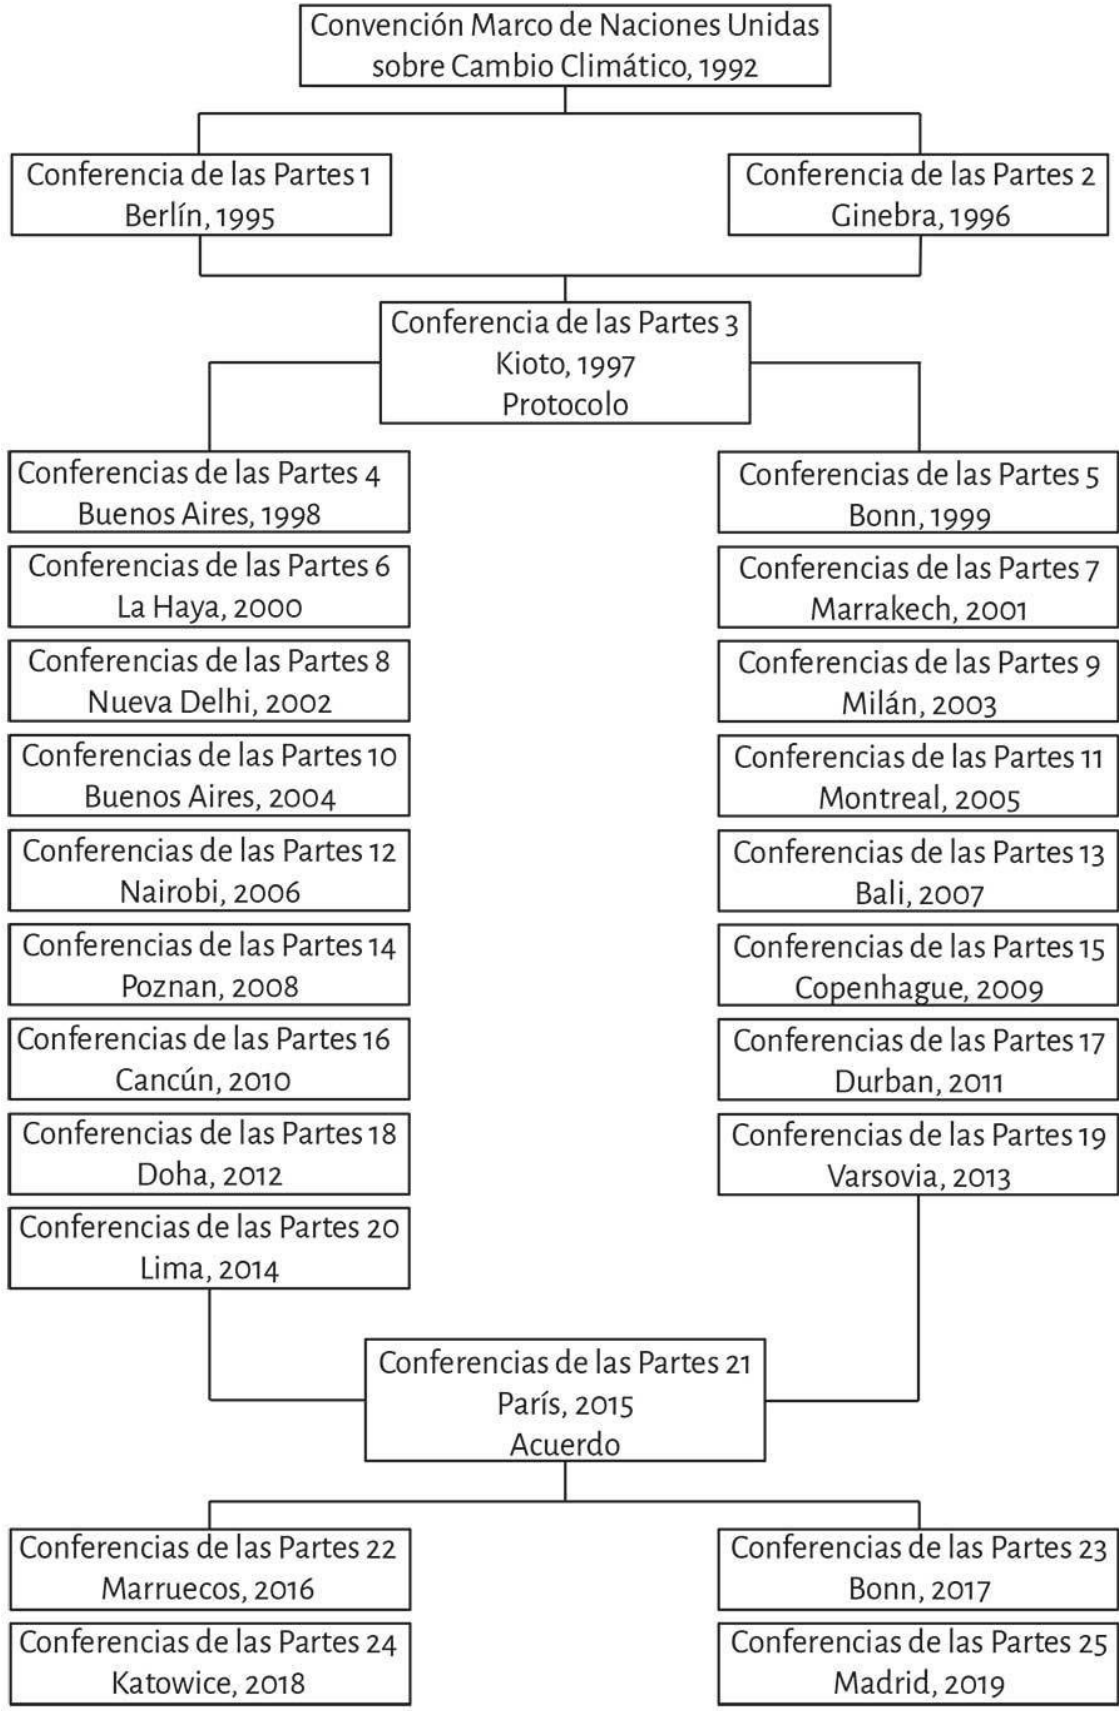 Convención Marco de Naciones Unidas
sobre Cambio Climático, 1992
Conferencia de las Partes 1
Berlín, 1995
Conferencia de las Partes 2
Ginebra, 1996
Conferencia de las Partes 3
Kioto, 1997
Protocolo
Conferencias de las Partes 4
Buenos Aires, 1998
Conferencias de las Partes 5
Bonn, 1999
Conferencias de las Partes 6
La Haya, 2000
Conferencias de las Partes 7
Marrakech, 2001
Conferencias de las Partes 8
Nueva Delhi, 2002
Conferencias de las Partes 9
Milán, 2003
Conferencias de las Partes 10
Buenos Aires, 2004
Conferencias de las Partes 11
Montreal, 2005
Conferencias de las Partes 12
Nairobi, 2006
Conferencias de las Partes 13
Bali, 2007
Conferencias de las Partes 14
Poznan, 2008
Conferencias de las Partes 15
Copenhague, 2009
Conferencias de las Partes 16
Cancún, 2010
Conferencias de las Partes 17
Durban, 2011
Conferencias de las Partes 18
Doha, 2012
Conferencias de las Partes 19
Varsovia, 2013
Conferencias de las Partes 20
Lima, 2014
Conferencias de las Partes 21
París, 2015
Acuerdo
Conferencias de las Partes 22
Marruecos, 2016
Conferencias de las Partes 23
Bonn, 2017
Conferencias de las Partes 24
Katowice, 2018
Conferencias de las Partes 25
Madrid, 2019